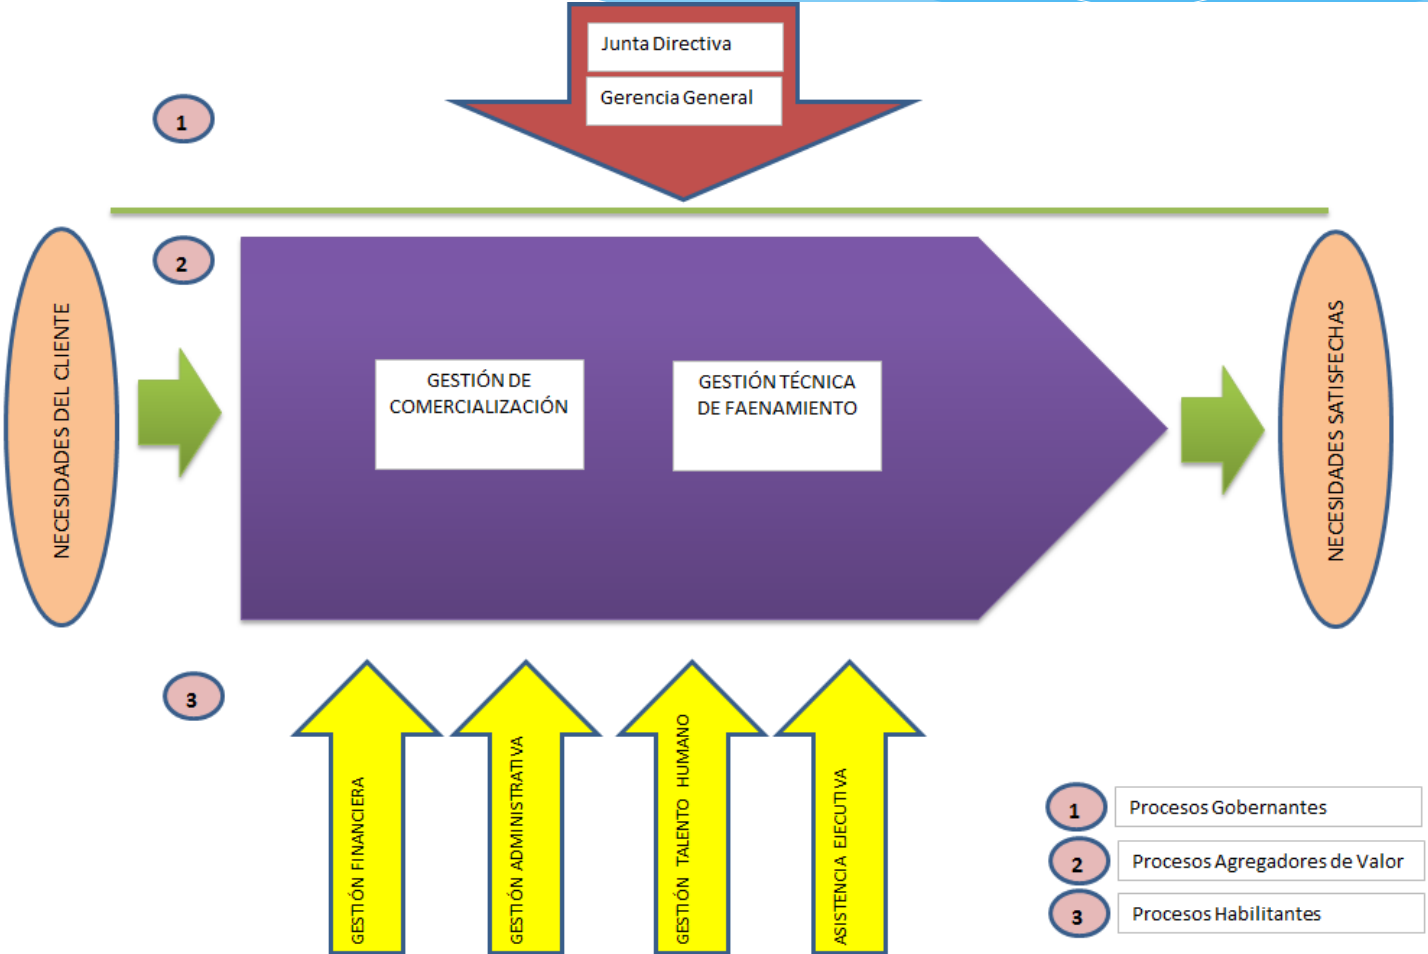 Junta Directiva
Gerencia General
1
2
NECESIDADES DEL CLIENTE
GESTIÓN DE
COMERCIALIZACIÓN
GESTIÓN TÉCNICA
DE FAENAMIENTO
NECESIDADES SATISFECHAS
3
GESTIÓN FINANCIERA
GESTIÓN ADMINISTRATIVA
GESTIÓN TALENTO HUMANO
ASISTENCIA EJECUTIVA
1 Procesos Gobernantes
2 Procesos Agregadores de Valor
3 Procesos Habilitantes